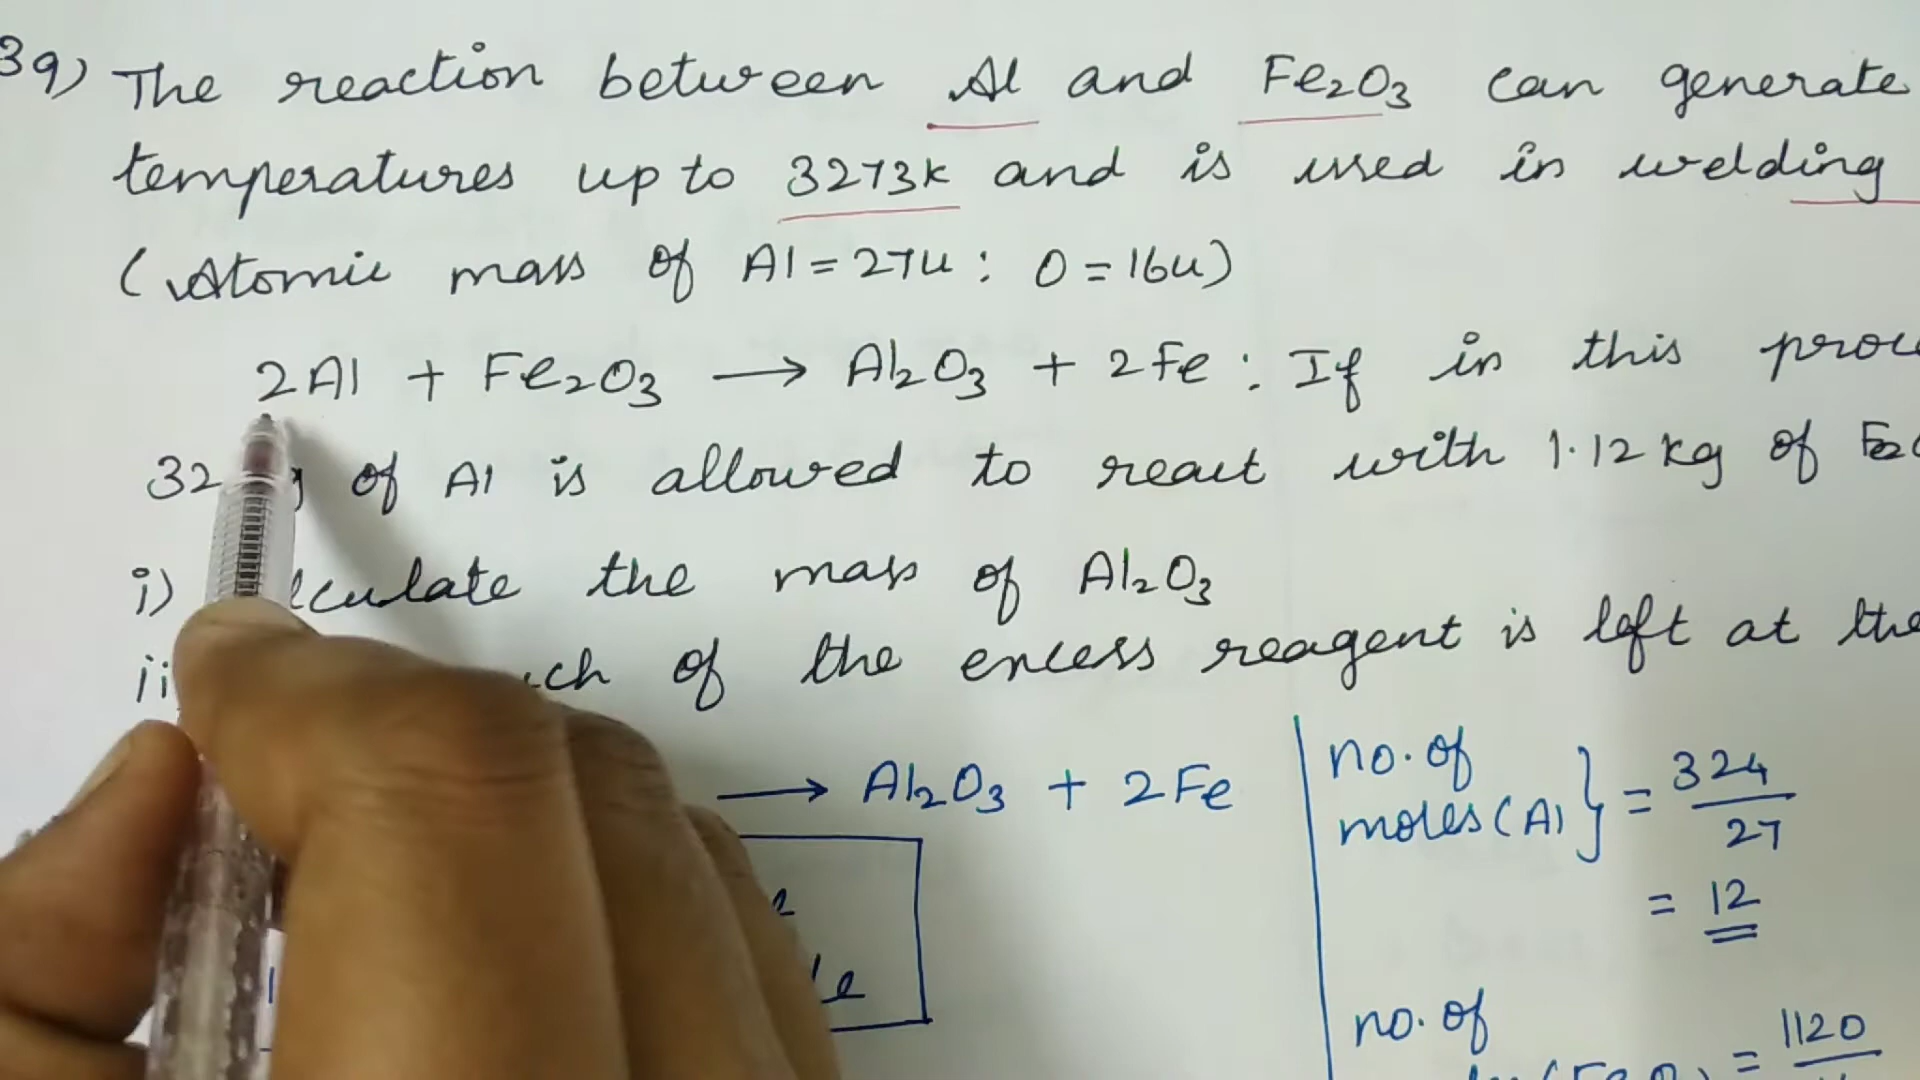 39) The reaction between Al and Fe₂O₃ can generate
temperatures up to 3273K and is used in welding
(Atomic mass of Al = 27u : O = 16u)
2Al + Fe₂O₃ → Al₂O₃ + 2Fe : If in this
32 of Al is allowed to react with 1.12 kg of
i) the mass of Al₂O₃
ii of the excess reagent is left at the
→ Al₂O₃ + 2Fe
no. of
moles (Al } = 324/27
= 12
no. of
= 1120